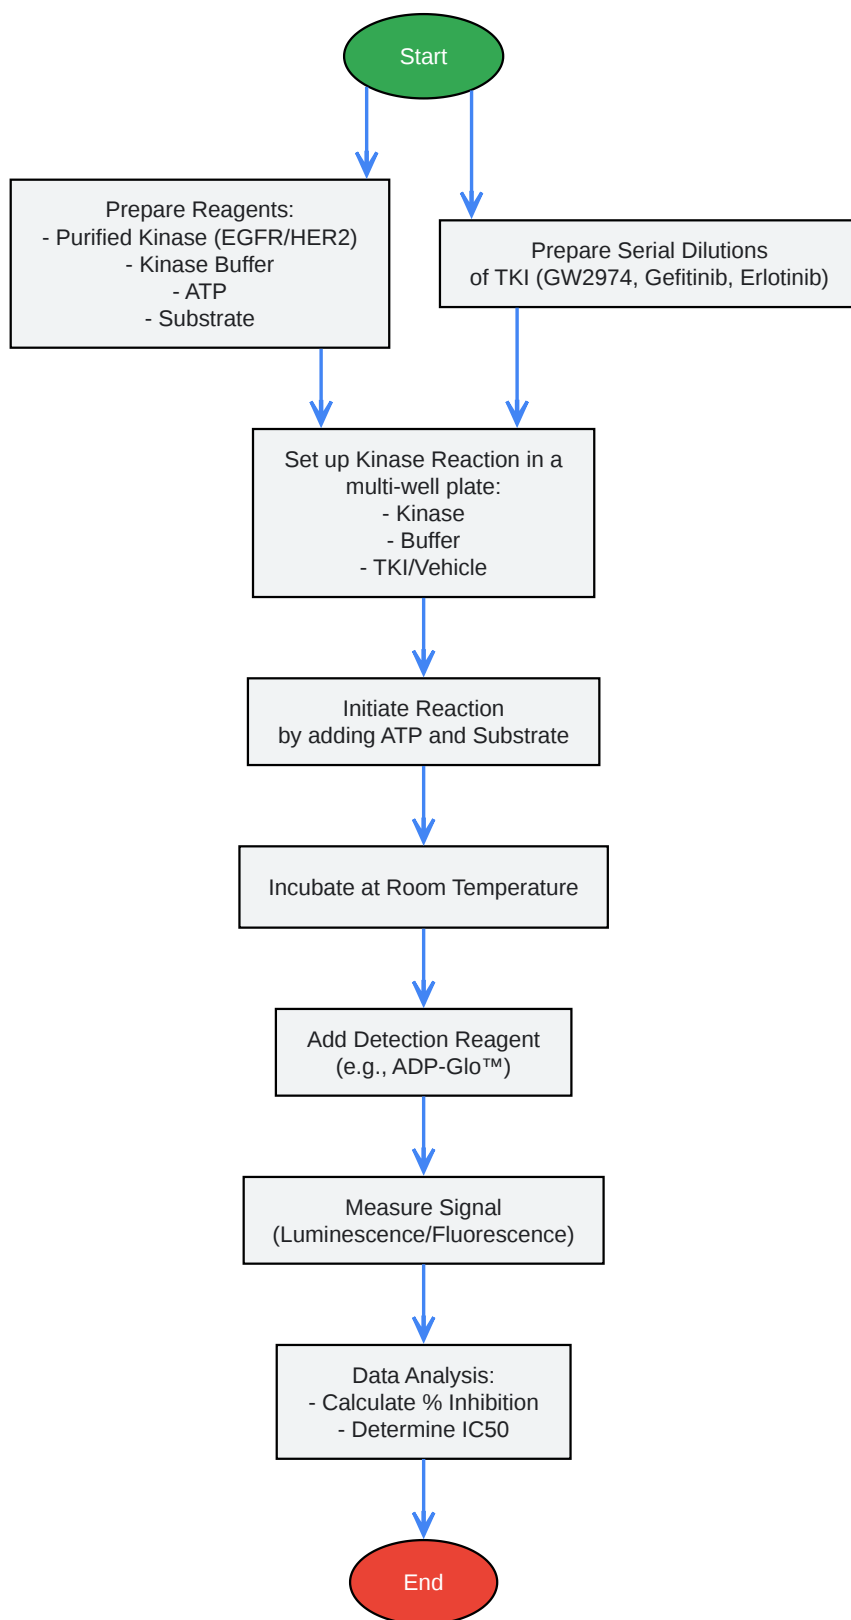 Start
Prepare Reagents:
- Purified Kinase (EGFR/HER2)
- Kinase Buffer
- ATP
- Substrate
Prepare Serial Dilutions
of TKI (GW2974, Gefitinib, Erlotinib)
Set up Kinase Reaction in a
multi-well plate:
- Kinase
- Buffer
- TKI/Vehicle
Initiate Reaction
by adding ATP and Substrate
Incubate at Room Temperature
Add Detection Reagent
(e.g., ADP-Glo™)
Measure Signal
(Luminescence/Fluorescence)
Data Analysis:
- Calculate % Inhibition
- Determine IC50
End